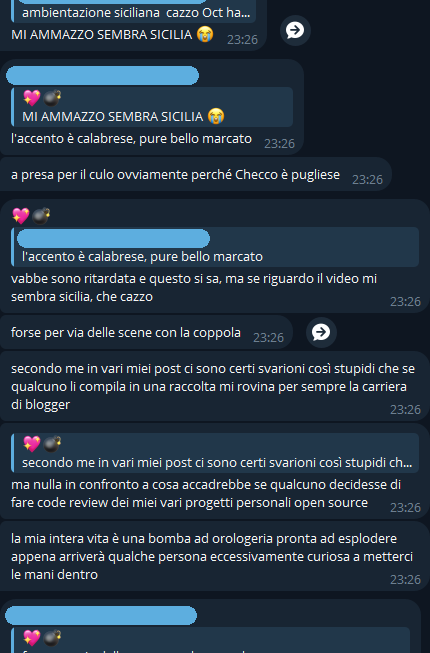 ambientazione siciliana cazzo Oct ha...
MI AMMAZZO SEMBRA SICILIA 😭 23:26
💖💣
MI AMMAZZO SEMBRA SICILIA 😭
l'accento è calabrese, pure bello marcato 23:26
a presa per il culo ovviamente perché Checco è pugliese 23:26
💖💣
l'accento è calabrese, pure bello marcato
vabbe sono ritardata e questo si sa, ma se riguardo il video mi
sembra sicilia, che cazzo
23:26
forse per via delle scene con la coppola 23:26
secondo me in vari miei post ci sono certi svarioni così stupidi che se
qualcuno li compila in una raccolta mi rovina per sempre la carriera
di blogger
23:26
💖💣
secondo me in vari miei post ci sono certi svarioni così stupidi ch...
ma nulla in confronto a cosa accadrebbe se qualcuno decidesse di
fare code review dei miei vari progetti personali open source 23:26
la mia intera vita è una bomba ad orologeria pronta ad esplodere
appena arriverà qualche persona eccessivamente curiosa a metterci
le mani dentro
23:26
💖💣